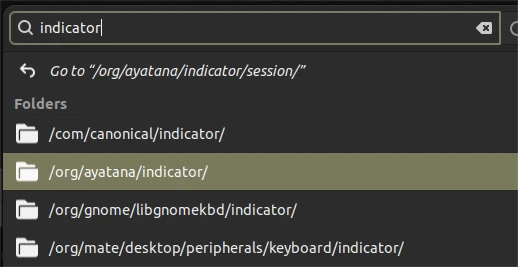 indicator
Go to “/org/ayatana/indicator/session/”
Folders
/com/canonical/indicator/
/org/ayatana/indicator/
/org/gnome/libgnomekbd/indicator/
/org/mate/desktop/peripherals/keyboard/indicator/